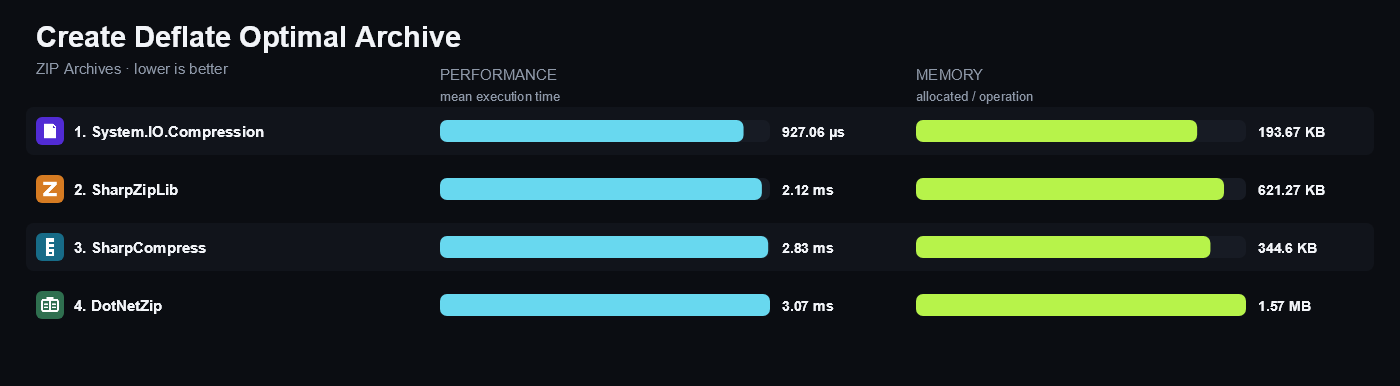 Create Deflate Optimal Archive
ZIP Archives · lower is better
PERFORMANCE
mean execution time
MEMORY
allocated / operation
1. System.IO.Compression
927.06 µs
193.67 KB
2. SharpZipLib
2.12 ms
621.27 KB
3. SharpCompress
2.83 ms
344.6 KB
4. DotNetZip
3.07 ms
1.57 MB